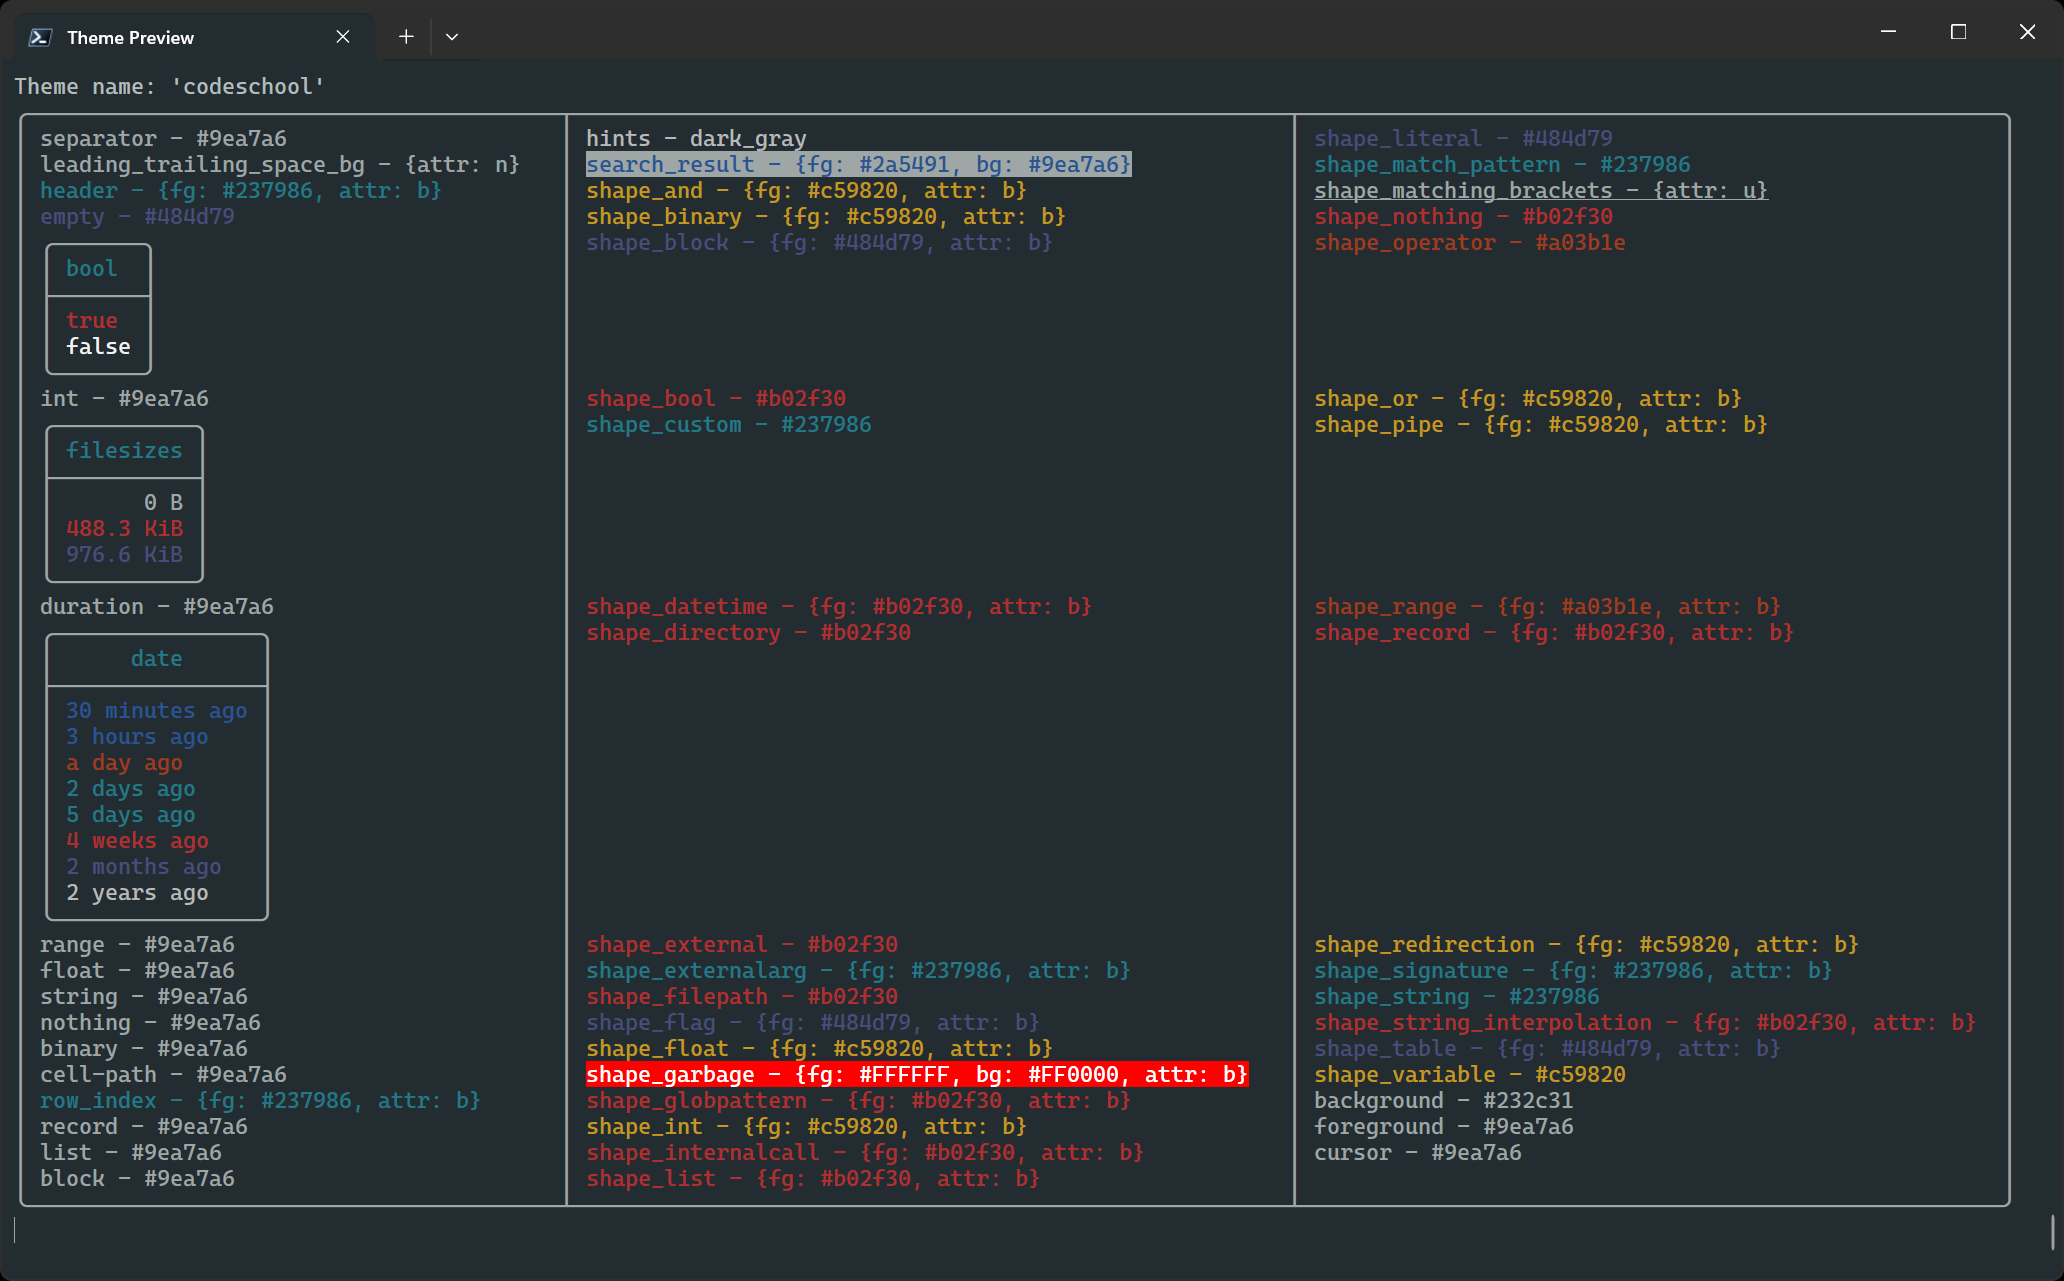 Theme Preview
Theme name: 'codeschool'
separator - #9ea7a6
leading_trailing_space_bg - {attr: n}
header - {fg: #237986, attr: b}
empty - #484d79
bool
true
false
int - #9ea7a6
filesizes
0 B
488.3 KiB
976.6 KiB
duration - #9ea7a6
date
30 minutes ago
3 hours ago
a day ago
2 days ago
5 days ago
4 weeks ago
2 months ago
2 years ago
range - #9ea7a6
float - #9ea7a6
string - #9ea7a6
nothing - #9ea7a6
binary - #9ea7a6
cell-path - #9ea7a6
row_index - {fg: #237986, attr: b}
record - #9ea7a6
list - #9ea7a6
block - #9ea7a6
hints - dark_gray
search_result - {fg: #2a5491, bg: #9ea7a6}
shape_and - {fg: #c59820, attr: b}
shape_binary - {fg: #c59820, attr: b}
shape_block - {fg: #484d79, attr: b}
shape_bool - #b02f30
shape_custom - #237986
shape_datetime - {fg: #b02f30, attr: b}
shape_directory - #b02f30
shape_external - #b02f30
shape_externalarg - {fg: #237986, attr: b}
shape_filepath - #b02f30
shape_flag - {fg: #484d79, attr: b}
shape_float - {fg: #c59820, attr: b}
shape_garbage - {fg: #FFFFFF, bg: #FF0000, attr: b}
shape_globpattern - {fg: #b02f30, attr: b}
shape_int - {fg: #c59820, attr: b}
shape_internalcall - {fg: #b02f30, attr: b}
shape_list - {fg: #b02f30, attr: b}
shape_literal - #484d79
shape_match_pattern - #237986
shape_matching_brackets - {attr: u}
shape_nothing - #b02f30
shape_operator - #a03b1e
shape_or - {fg: #c59820, attr: b}
shape_pipe - {fg: #c59820, attr: b}
shape_range - {fg: #a03b1e, attr: b}
shape_record - {fg: #b02f30, attr: b}
shape_redirection - {fg: #c59820, attr: b}
shape_signature - {fg: #237986, attr: b}
shape_string - #237986
shape_string_interpolation - {fg: #b02f30, attr: b}
shape_table - {fg: #484d79, attr: b}
shape_variable - #c59820
background - #232c31
foreground - #9ea7a6
cursor - #9ea7a6